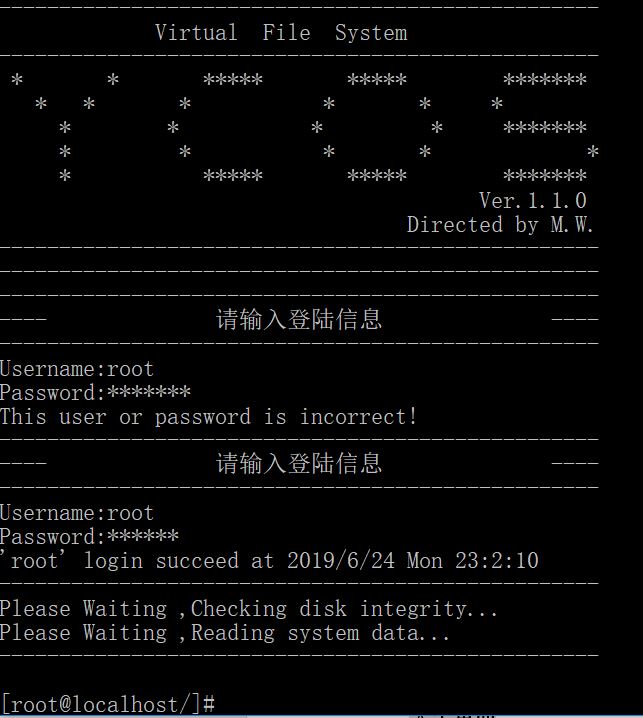 ------------------------------------------------
Virtual File System
------------------------------------------------
*       *       *****       *****        *******
  *   *       *           *       *     *
    *        *           *         *     *******
    *         *           *       *             *
    *           *****       *****        *******
Ver.1.1.0
Directed by M.W.
------------------------------------------------
------------------------------------------------
------------------------------------------------
---- 请输入登陆信息 ----
------------------------------------------------
Username:root
Password:*******
This user or password is incorrect!
------------------------------------------------
---- 请输入登陆信息 ----
------------------------------------------------
Username:root
Password:******
'root' login succeed at 2019/6/24 Mon 23:2:10
------------------------------------------------
Please Waiting ,Checking disk integrity...
Please Waiting ,Reading system data...
------------------------------------------------
[root@localhost/]#